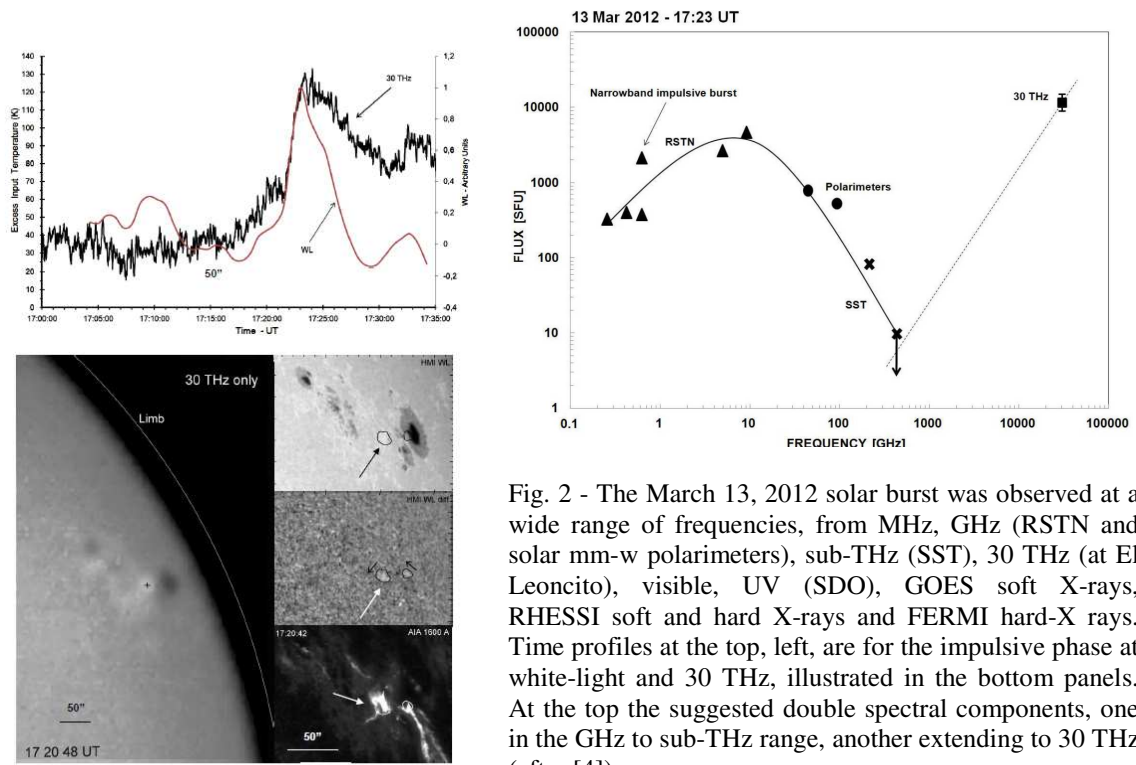 140
130
120
110
100
90
80
70
60
50
40
30
20
10
0
Excess Input Temperature (K)
1,2
1
0,8
0,6
0,4
0,2
0
-0,2
-0,4
WL - Arbitrary Units
30 THz
WL
50"
17:00:00 17:05:00 17:10:00 17:15:00 17:20:00 17:25:00 17:30:00 17:35:00
Time - UT
30 THz only
Limb
50"
17 20 48 UT
HMI WL
HMI WL diff
17:20:42 AIA 1600 A
50"
13 Mar 2012 - 17:23 UT
100000
10000
1000
100
10
1
FLUX [SFU]
Narrowband impulsive burst
RSTN
30 THz
Polarimeters
SST
0.1 1 10 100 1000 10000 100000
FREQUENCY [GHz]
Fig. 2 - The March 13, 2012 solar burst was observed at a
wide range of frequencies, from MHz, GHz (RSTN and
solar mm-w polarimeters), sub-THz (SST), 30 THz (at El
Leoncito), visible, UV (SDO), GOES soft X-rays,
RHESSI soft and hard X-rays and FERMI hard-X rays.
Time profiles at the top, left, are for the impulsive phase at
white-light and 30 THz, illustrated in the bottom panels.
At the top the suggested double spectral components, one
in the GHz to sub-THz range, another extending to 30 THz